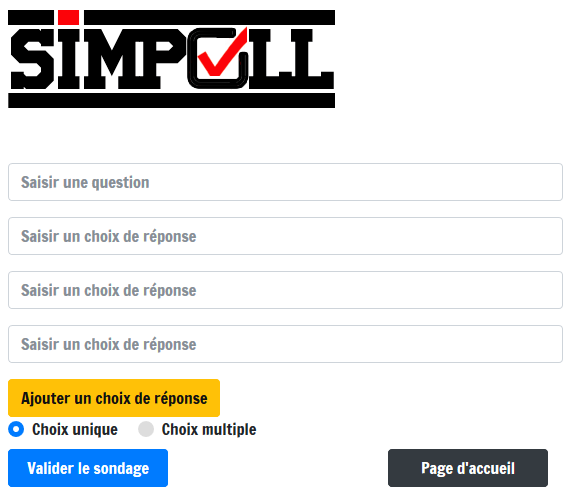 SIMPOLL
Saisir une question
Saisir un choix de réponse
Saisir un choix de réponse
Saisir un choix de réponse
Ajouter un choix de réponse
Choix unique Choix multiple
Valider le sondage Page d'accueil